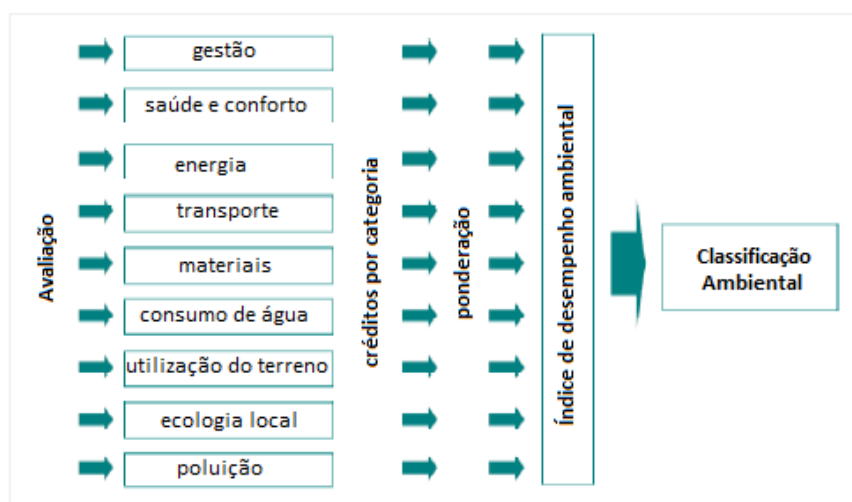 Avaliação
gestão
saúde e conforto
energia
transporte
materiais
consumo de água
utilização do terreno
ecologia local
poluição
créditos por categoria
ponderação
Índice de desempenho ambiental
Classificação
Ambiental